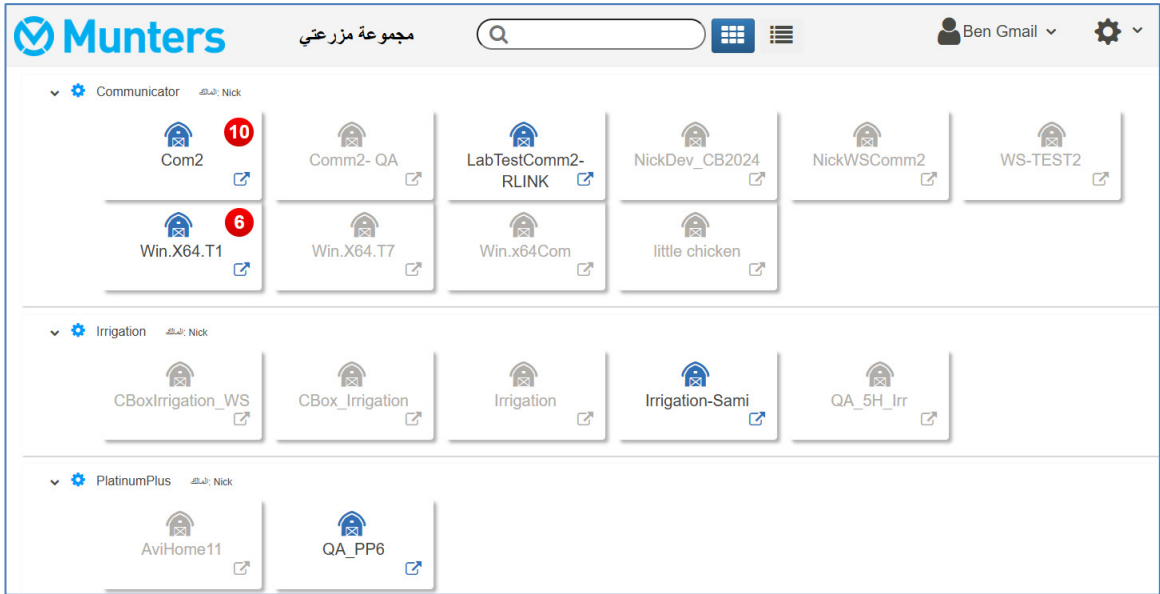 Munters
مجموعة مزرعتي
Ben Gmail
Communicator المالك: Nick
10
Com2
Comm2- QA
LabTestComm2-
RLINK
NickDev_CB2024
NickWSComm2
WS-TEST2
6
Win.X64.T1
Win.X64.T7
Win.x64Com
little chicken
Irrigation المالك: Nick
CBoxIrrigation_WS
CBox_Irrigation
Irrigation
Irrigation-Sami
QA_5H_Irr
PlatinumPlus المالك: Nick
AviHome11
QA_PP6